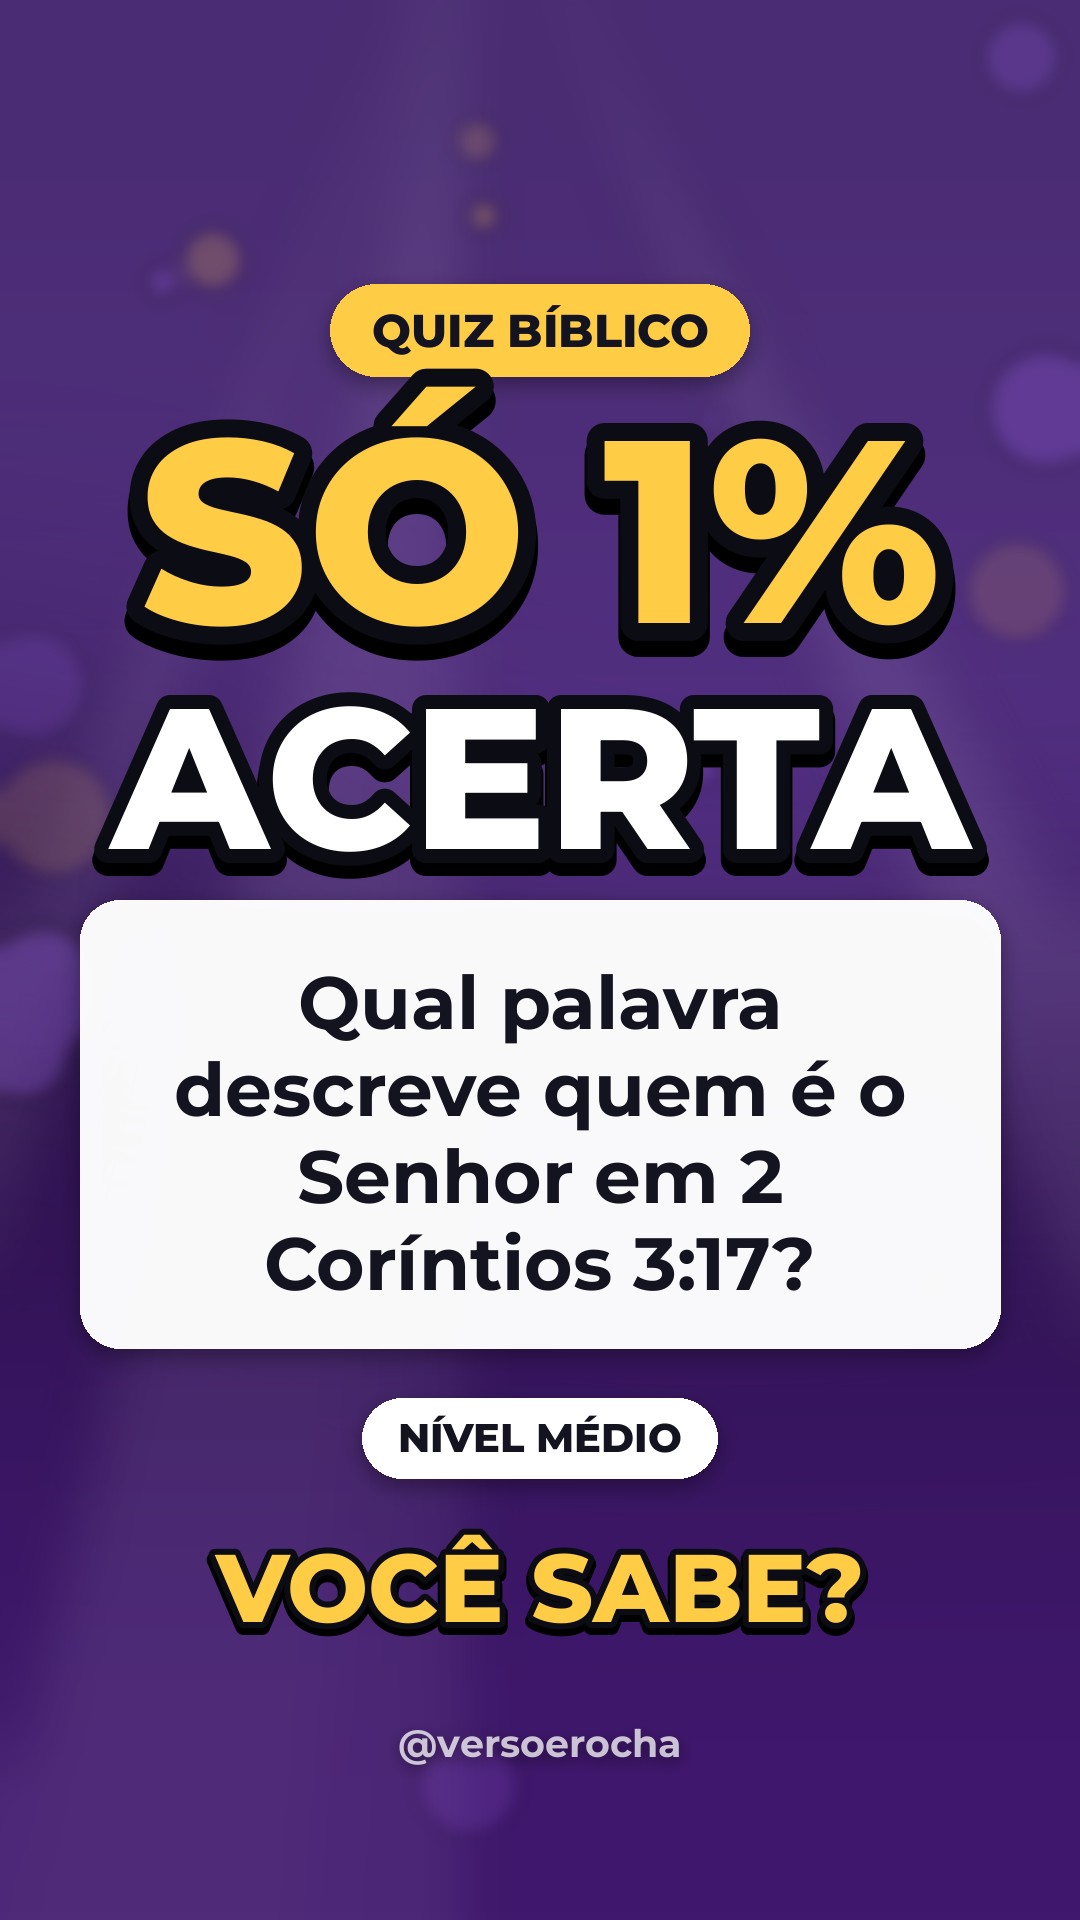 QUIZ BÍBLICO
SÓ 1%
ACERTA
Qual palavra
descreve quem é o
Senhor em 2
Coríntios 3:17?
NÍVEL MÉDIO
VOCÊ SABE?
@versoerocha